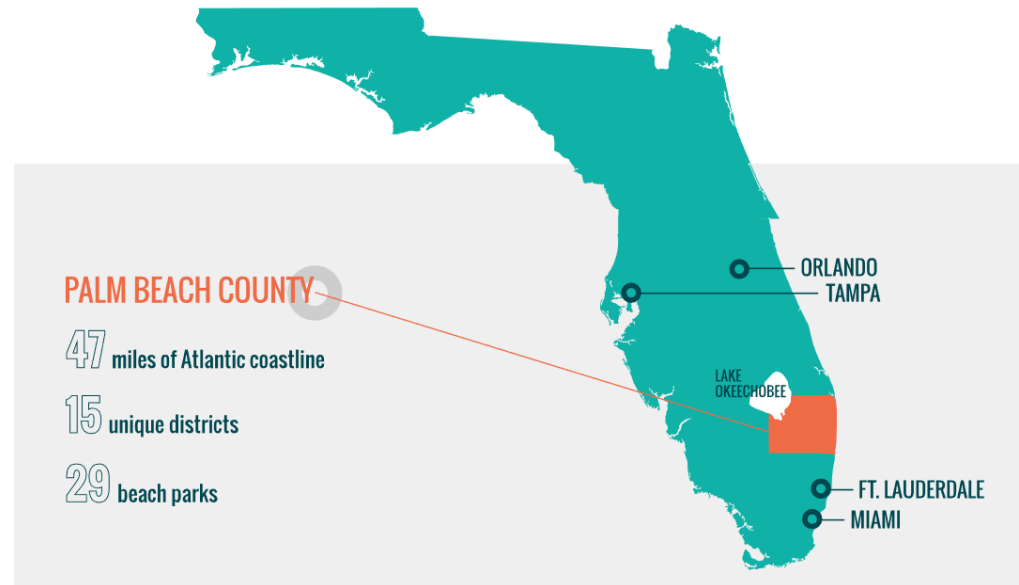 ORLANDO
TAMPA
PALM BEACH COUNTY
47 miles of Atlantic coastline
15 unique districts
29 beach parks
LAKE
OKEECHOBEE
FT. LAUDERDALE
MIAMI